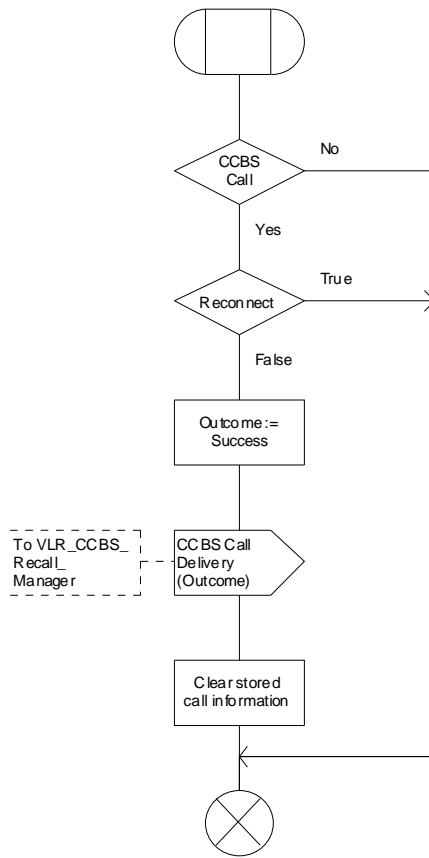 CCBS
Call
No
Yes
Reconnect
True
False
Outcome :=
Success
To VLR_CCBS_
Recall_
Manager
CCBS Call
Delivery
(Outcome)
Clear stored
call information